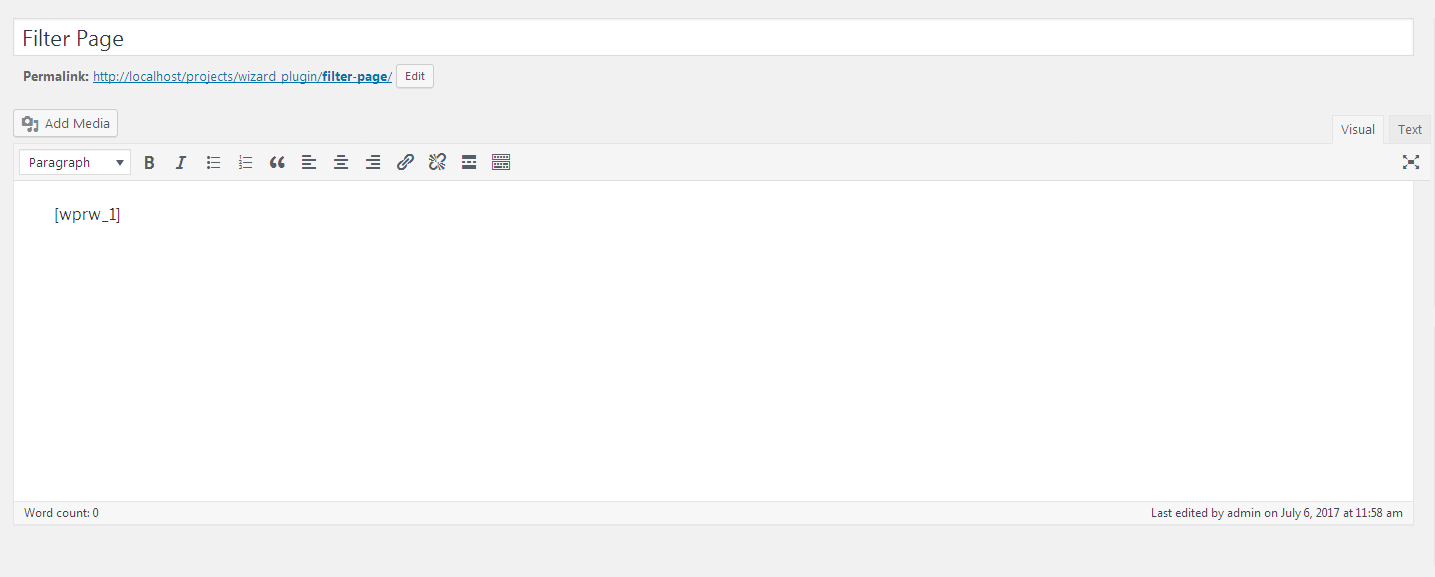 Filter Page
Permalink: http://localhost/projects/wizard_plugin/filter-page/ Edit
Add Media
Visual Text
Paragraph
[wprw_1]
Word count: 0 Last edited by admin on July 6, 2017 at 11:58 am